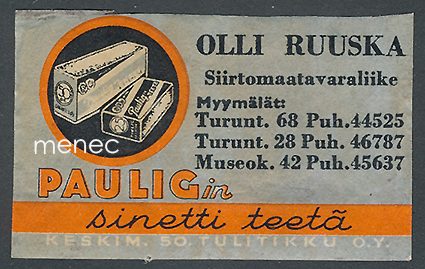 OLLI RUUSKA
Siirtomaatavaraliike
Myymälät:
Turunt. 68 Puh.44525
Turunt. 28 Puh. 46787
Museok. 42 Puh.45637
menec
PAULIGin
sinetti teetä
KESKIM. 50. TULITIKKU O.Y.